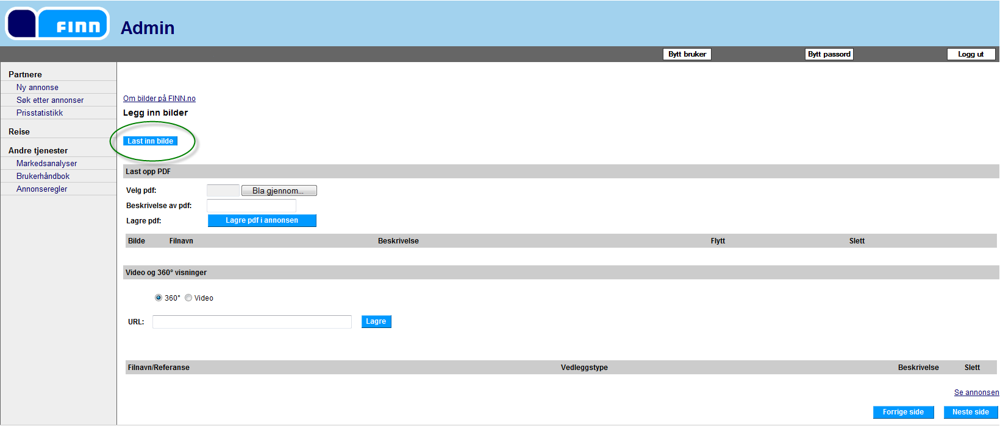 FINN Admin
Bytt bruker Bytt passord Logg ut
Partnere
Ny annonse
Søk etter annonser
Prisstatistikk
Reise
Andre tjenester
Markedsanalyser
Brukerhåndbok
Annonseregler
Om bilder på FINN.no
Legg inn bilder
Last inn bilde
Last opp PDF
Velg pdf: Bla gjennom...
Beskrivelse av pdf:
Lagre pdf: Lagre pdf i annonsen
Bilde Filnavn Beskrivelse Flytt Slett
Video og 360° visninger
360° Video
URL: Lagre
Filnavn/Referanse Vedleggstype Beskrivelse Slett
Se annonsen
Forrige side Neste side